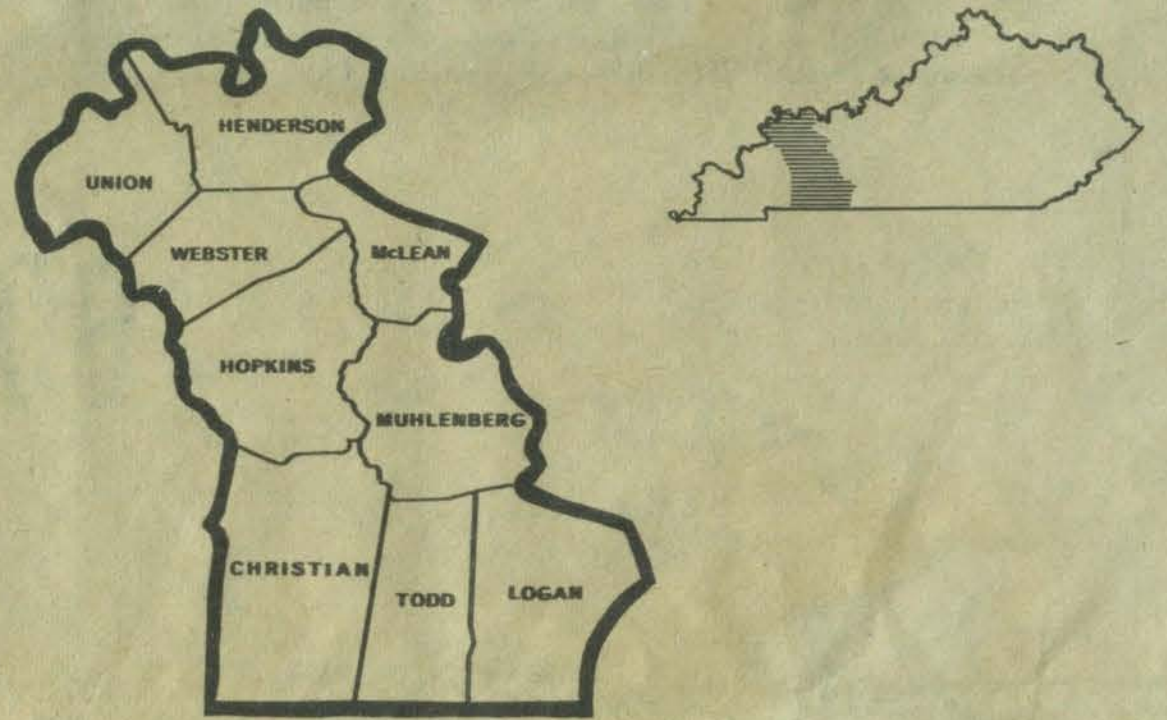 HENDERSON
UNION
WEBSTER
McLEAN
HOPKINS
MUHLENBERG
CHRISTIAN
TODD
LOGAN